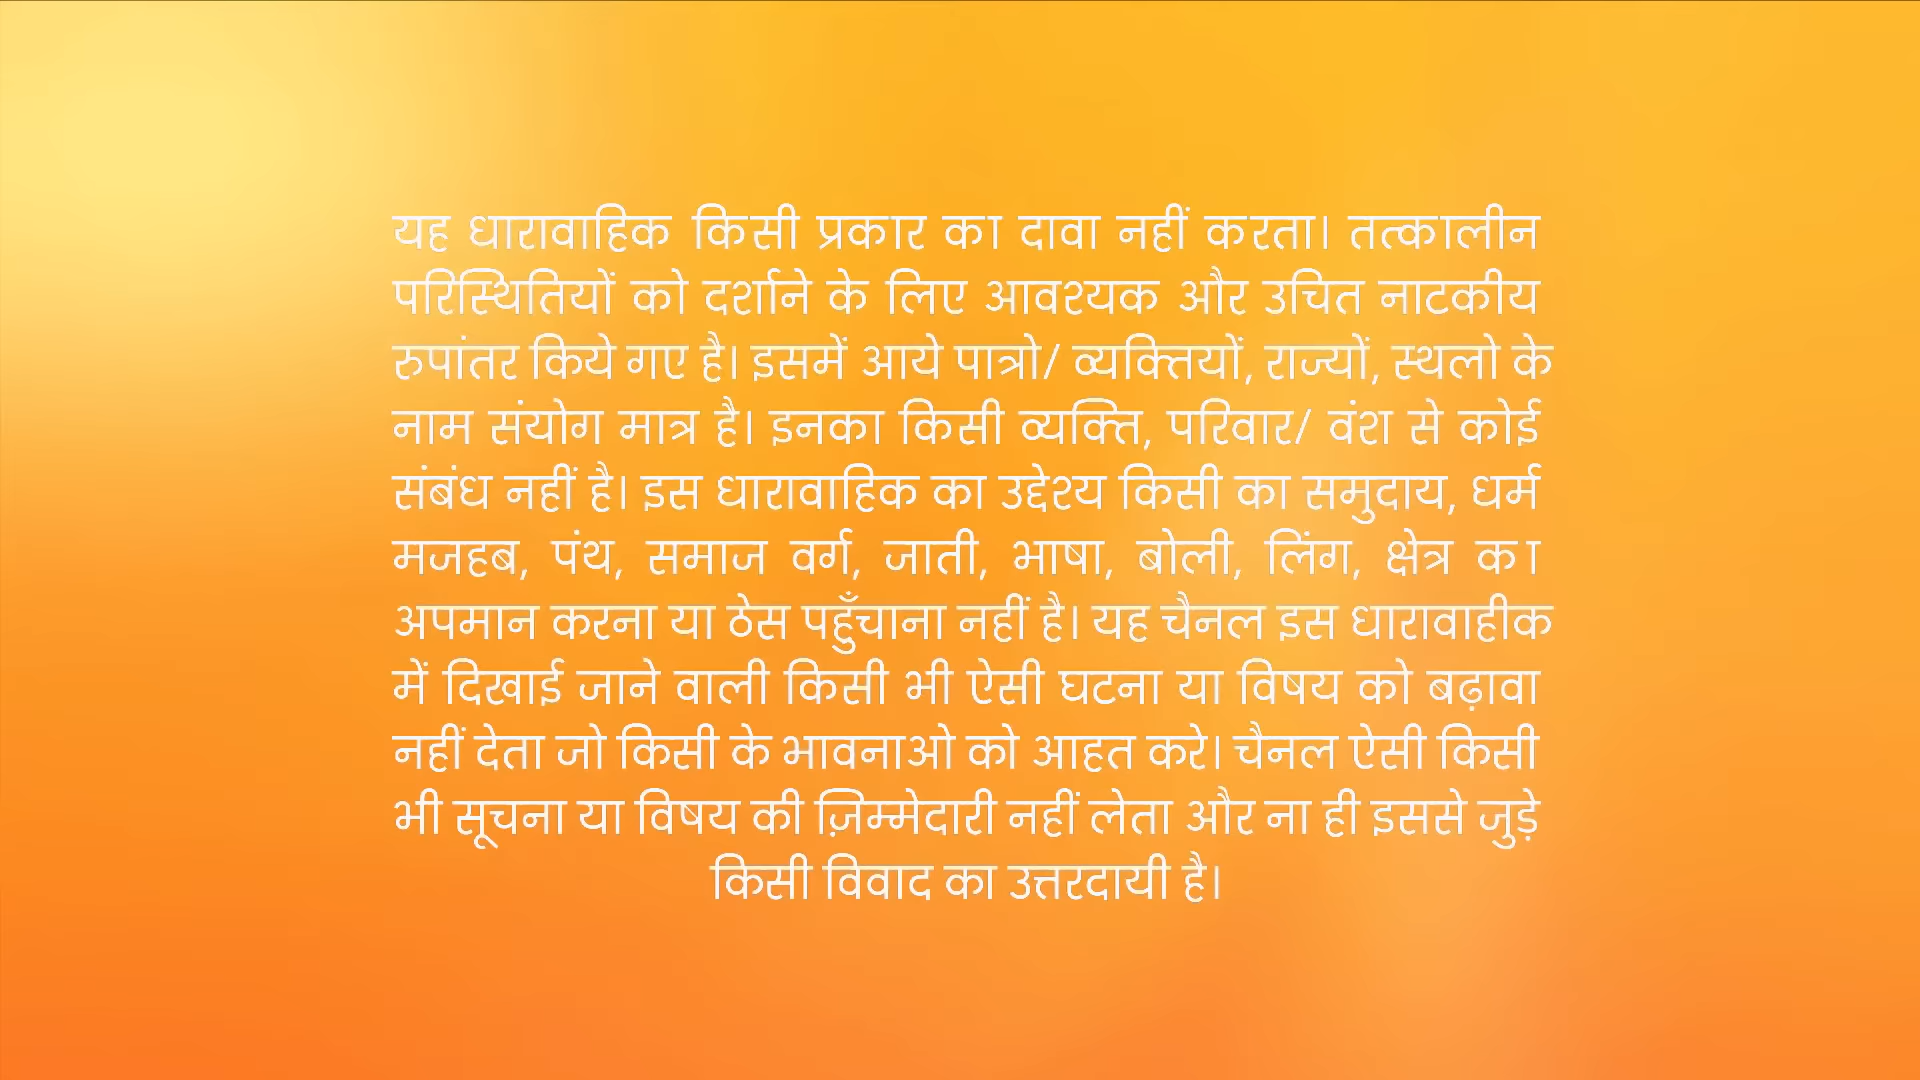 यह धारावाहिक किसी प्रकार का दावा नहीं करता। तत्कालीन
परिस्थितियों को दर्शाने के लिए आवश्यक और उचित नाटकीय
रुपांतर किये गए है। इसमें आये पात्रो/ व्यक्तियों, राज्यों, स्थलो के
नाम संयोग मात्र है। इनका किसी व्यक्ति, परिवार/ वंश से कोई
संबंध नहीं है। इस धारावाहिक का उद्देश्य किसी का समुदाय, धर्म
मजहब, पंथ, समाज वर्ग, जाती, भाषा, बोली, लिंग, क्षेत्र का
अपमान करना या ठेस पहुँचाना नहीं है। यह चैनल इस धारावाहीक
में दिखाई जाने वाली किसी भी ऐसी घटना या विषय को बढ़ावा
नहीं देता जो किसी के भावनाओ को आहत करे। चैनल ऐसी किसी
भी सूचना या विषय की ज़िम्मेदारी नहीं लेता और ना ही इससे जुड़े
किसी विवाद का उत्तरदायी है।